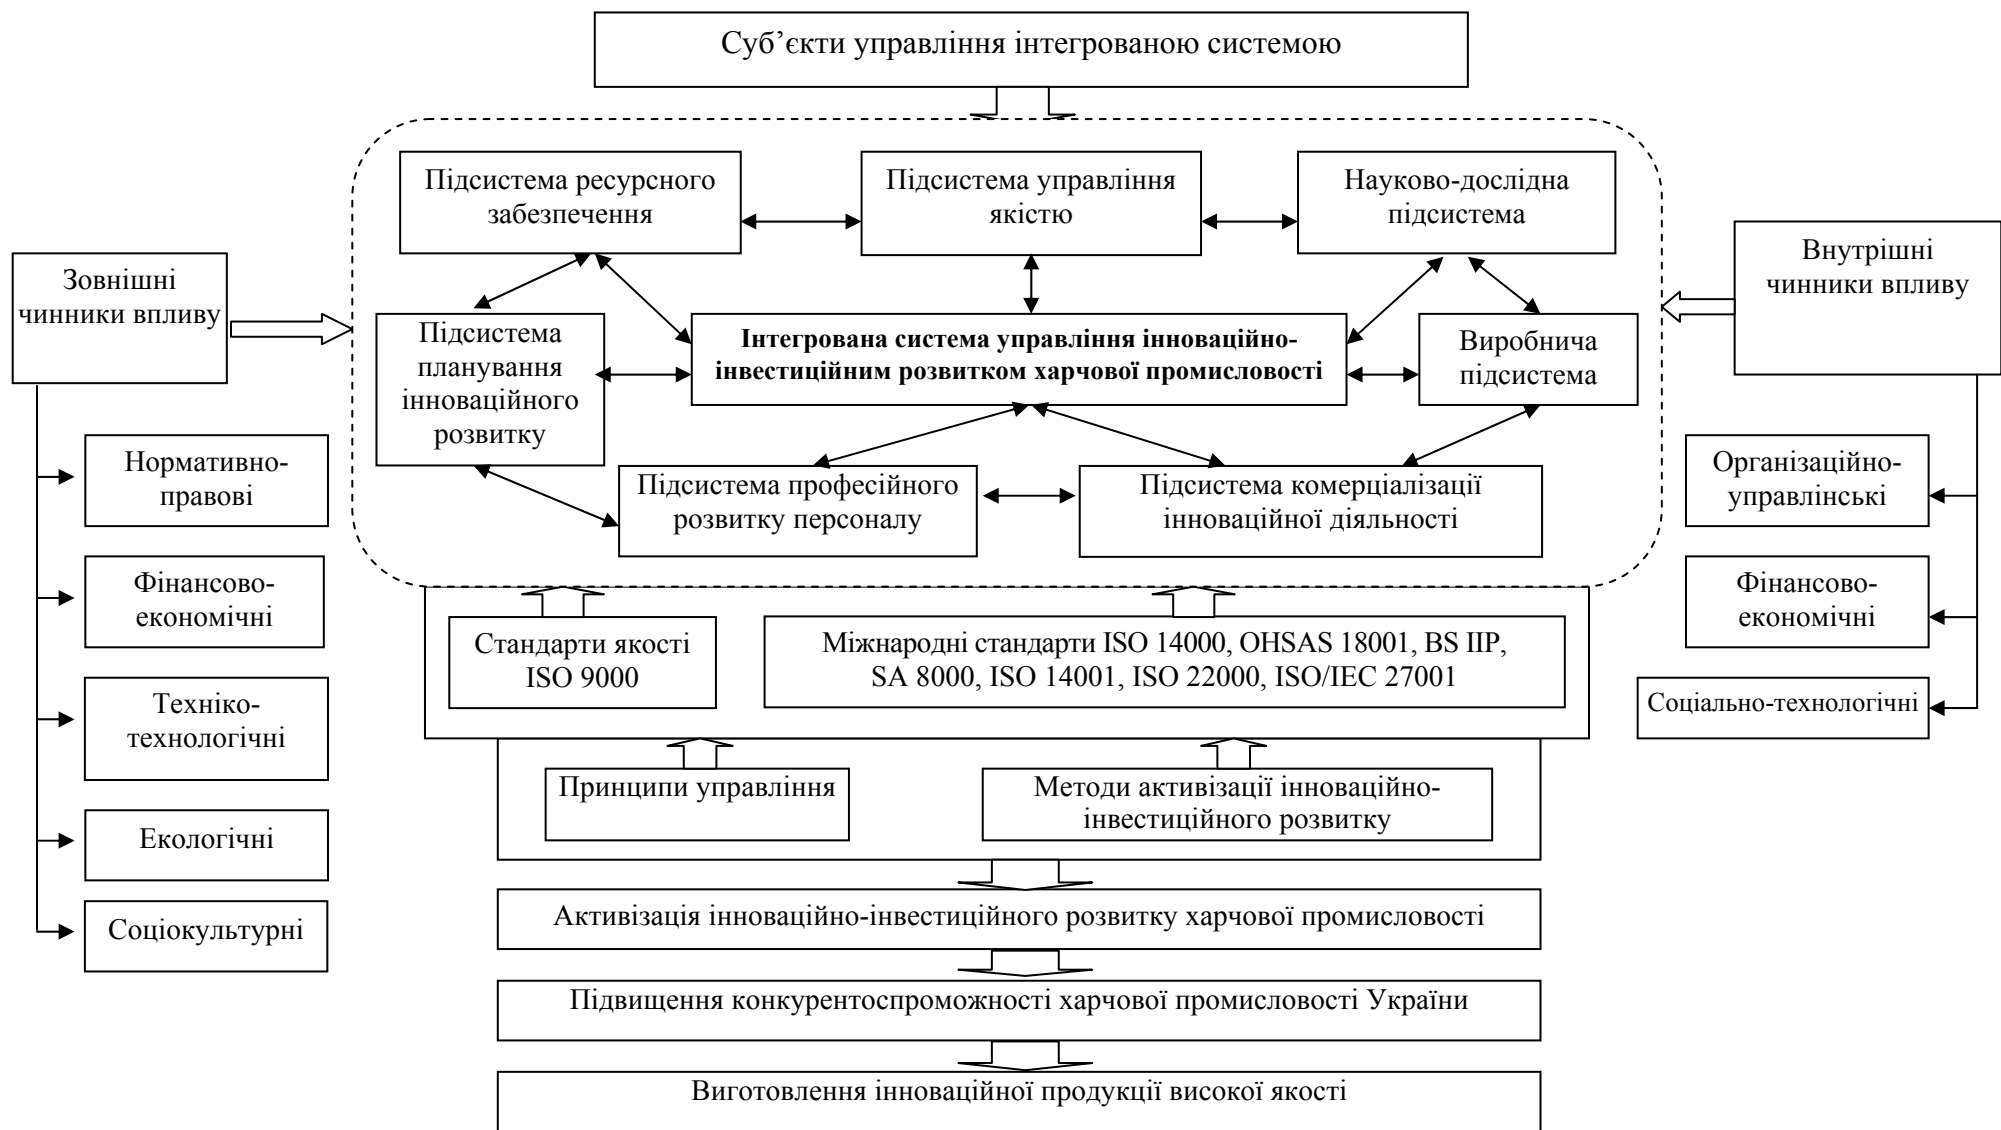 Суб’єкти управління інтегрованою системою
Підсистема ресурсного
забезпечення
Підсистема управління
якістю
Науково-дослідна
підсистема
Зовнішні
чинники впливу
Внутрішні
чинники впливу
Підсистема
планування
інноваційного
розвитку
Інтегрована система управління інноваційно-
інвестиційним розвитком харчової промисловості
Виробнича
підсистема
Підсистема професійного
розвитку персоналу
Підсистема комерціалізації
інноваційної діяльності
Нормативно-
правові
Фінансово-
економічні
Техніко-
технологічні
Екологічні
Соціокультурні
Організаційно-
управлінські
Фінансово-
економічні
Соціально-технологічні
Стандарти якості
ISO 9000
Міжнародні стандарти ISO 14000, OHSAS 18001, BS IIP,
SA 8000, ISO 14001, ISO 22000, ISO/IEC 27001
Принципи управління
Методи активізації інноваційно-
інвестиційного розвитку
Активізація інноваційно-інвестиційного розвитку харчової промисловості
Підвищення конкурентоспроможності харчової промисловості України
Виготовлення інноваційної продукції високої якості